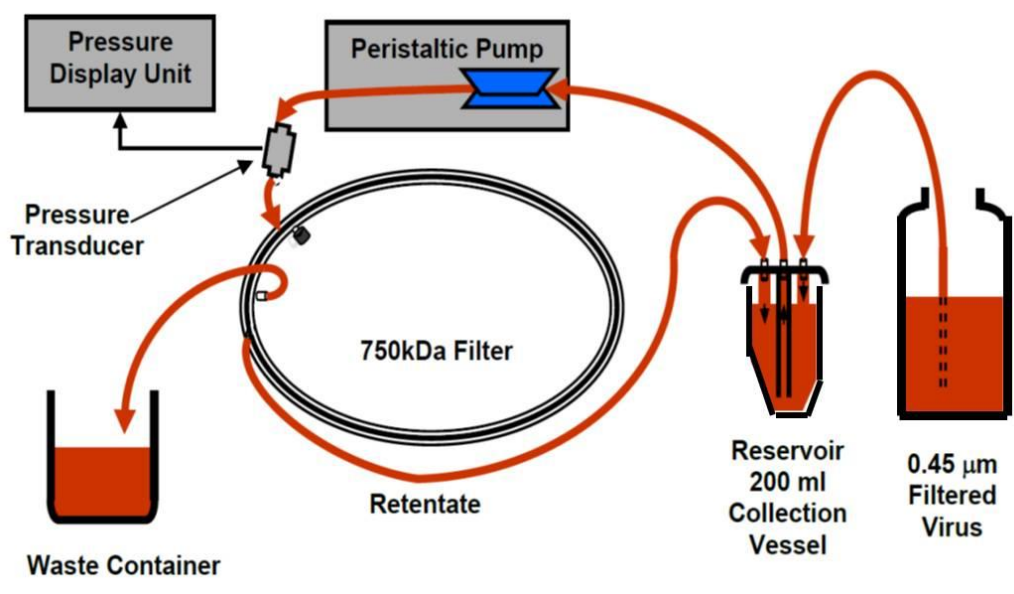 Pressure
Display Unit
Peristaltic Pump
Pressure
Transducer
750kDa Filter
Retentate
Waste Container
Reservoir
200 ml
Collection
Vessel
0.45 μm
Filtered
Virus